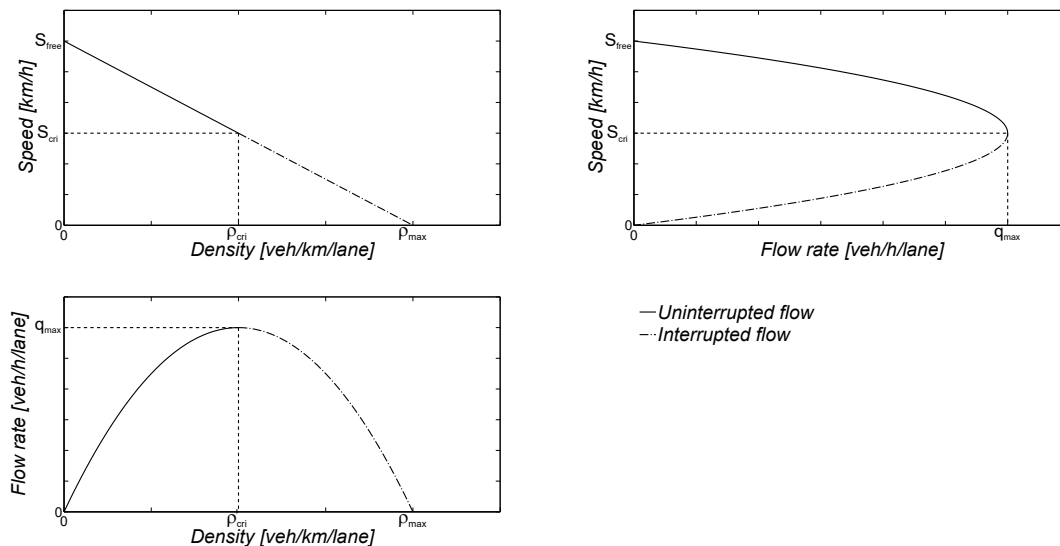 S_free
S_cri
0
Speed [km/h]
0
ρ_cri
ρ_max
Density [veh/km/lane]
S_free
S_cri
0
Speed [km/h]
0
q_max
Flow rate [veh/h/lane]
q_max
0
Flow rate [veh/h/lane]
0
ρ_cri
ρ_max
Density [veh/km/lane]
Uninterrupted flow
Interrupted flow